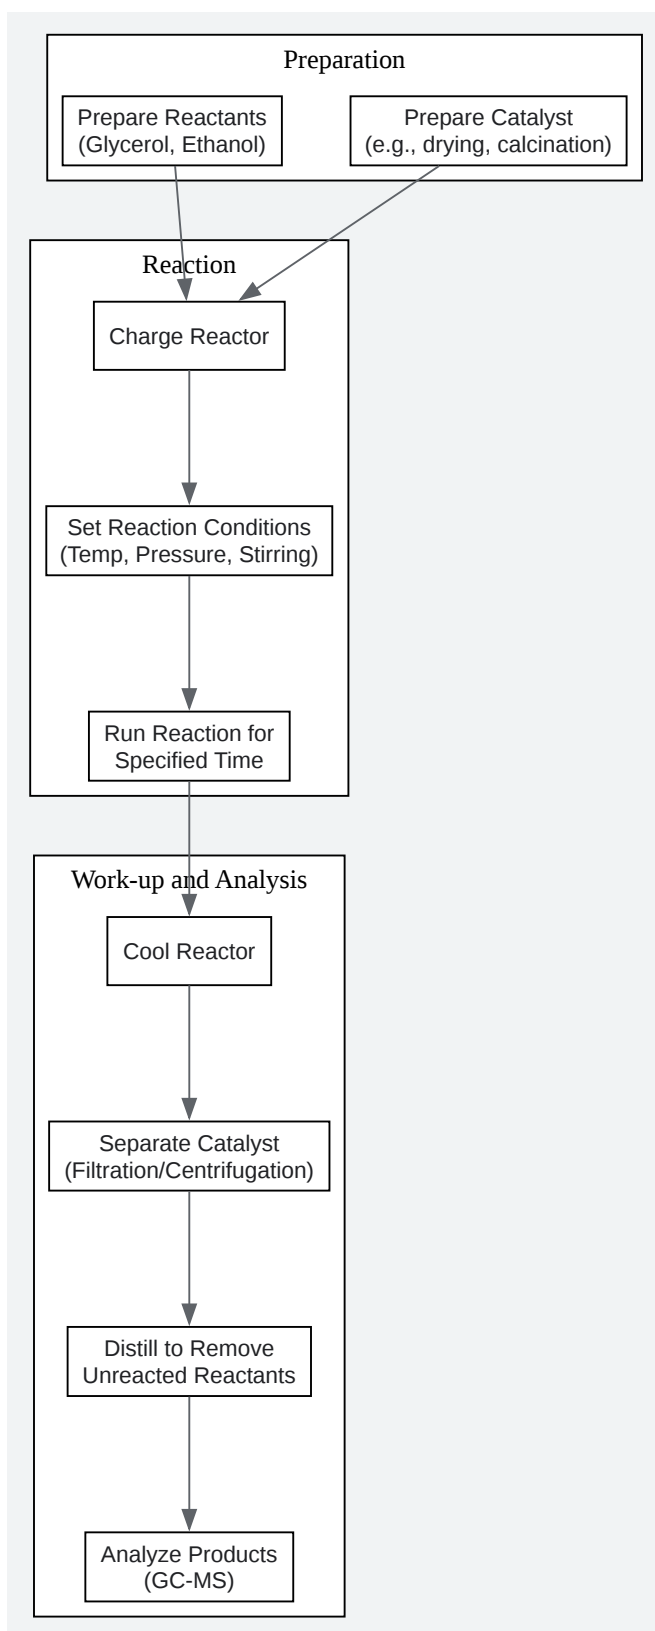 Preparation
Prepare Reactants
(Glycerol, Ethanol)
Prepare Catalyst
(e.g., drying, calcination)
Reaction
Charge Reactor
Set Reaction Conditions
(Temp, Pressure, Stirring)
Run Reaction for
Specified Time
Work-up and Analysis
Cool Reactor
Separate Catalyst
(Filtration/Centrifugation)
Distill to Remove
Unreacted Reactants
Analyze Products
(GC-MS)